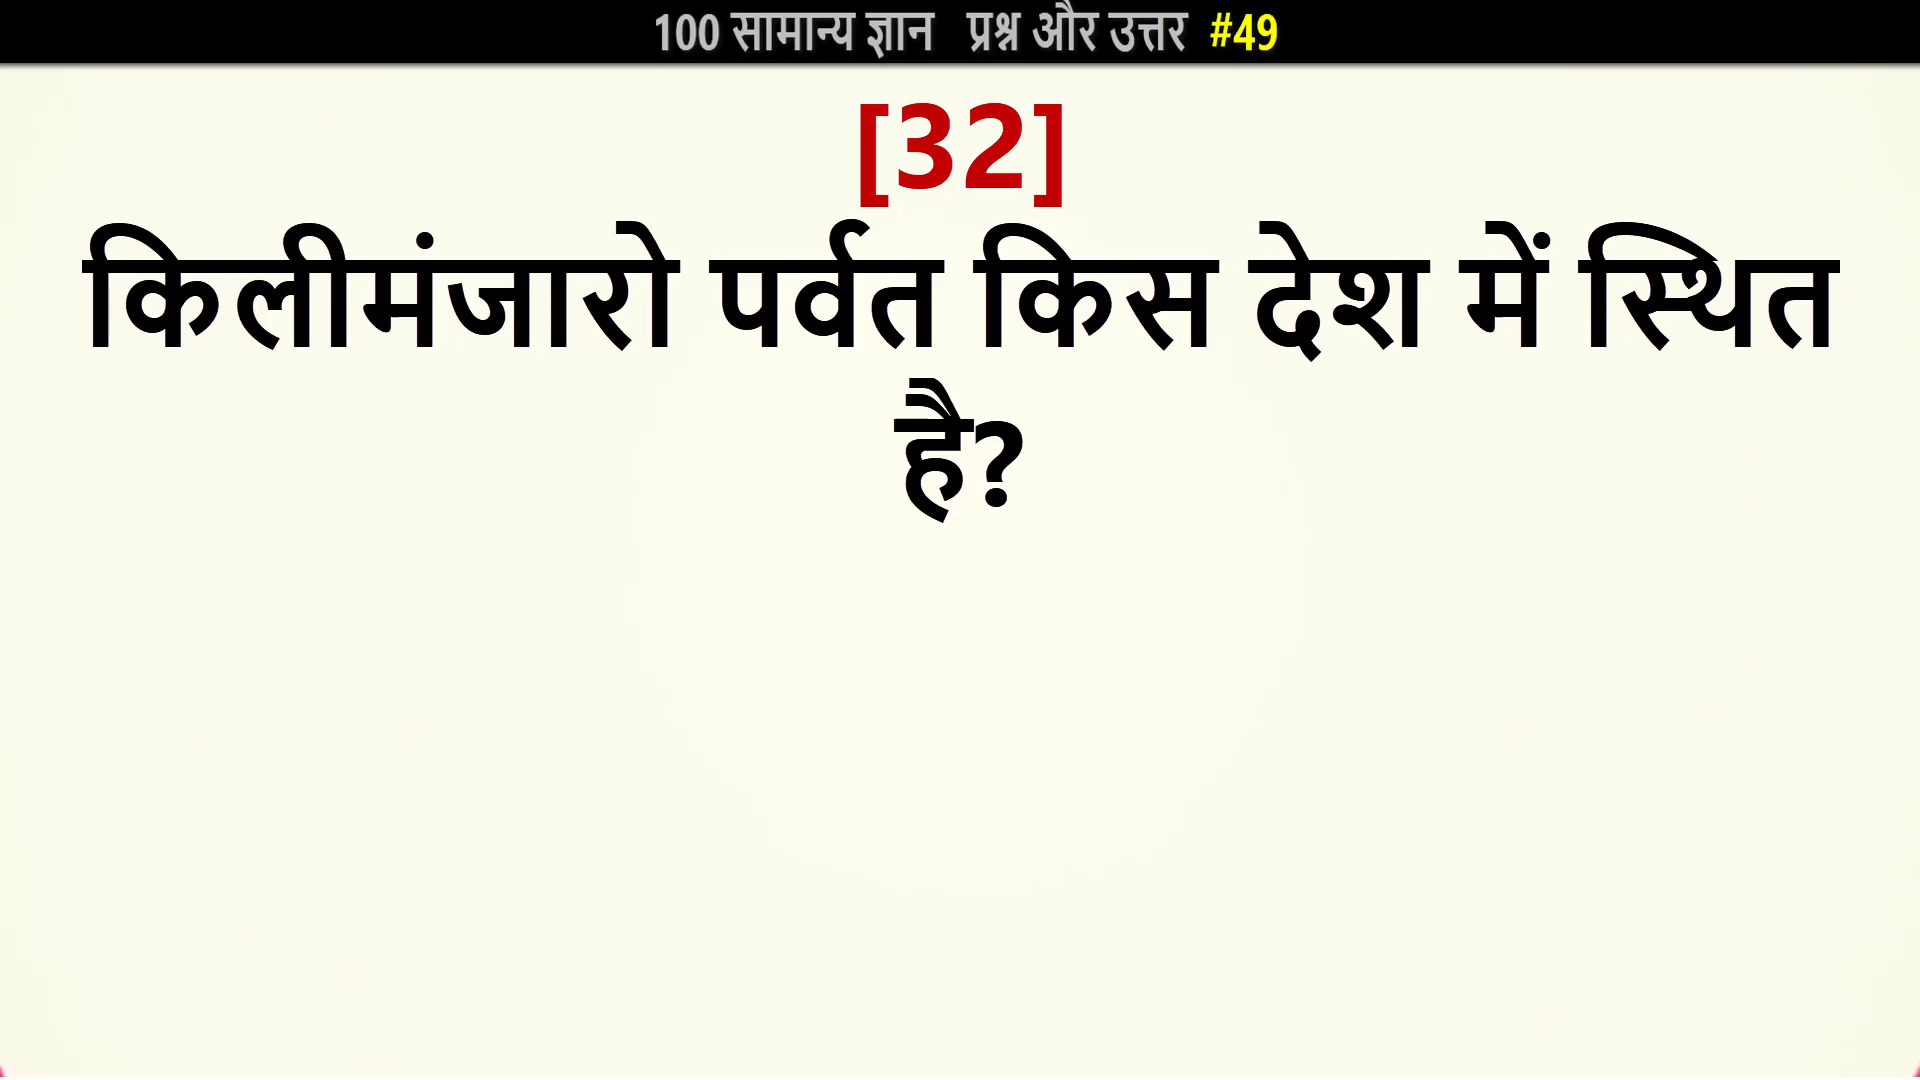 100 सामान्य ज्ञान प्रश्न और उत्तर #49
[32]
किलीमंजारो पर्वत किस देश में स्थित
है?